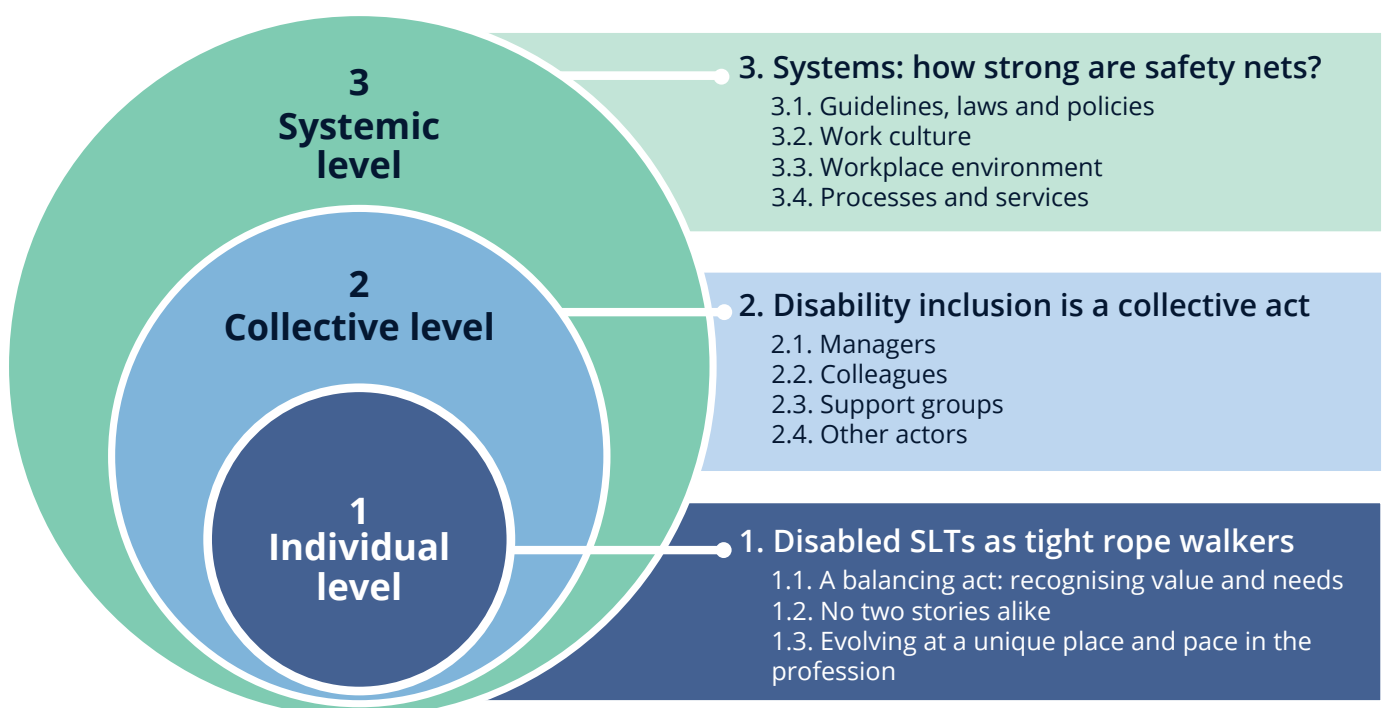 3
Systemic
level
2
Collective level
1
Individual
level
3. Systems: how strong are safety nets?
3.1. Guidelines, laws and policies
3.2. Work culture
3.3. Workplace environment
3.4. Processes and services
2. Disability inclusion is a collective act
2.1. Managers
2.2. Colleagues
2.3. Support groups
2.4. Other actors
1. Disabled SLTs as tight rope walkers
1.1. A balancing act: recognising value and needs
1.2. No two stories alike
1.3. Evolving at a unique place and pace in the
profession